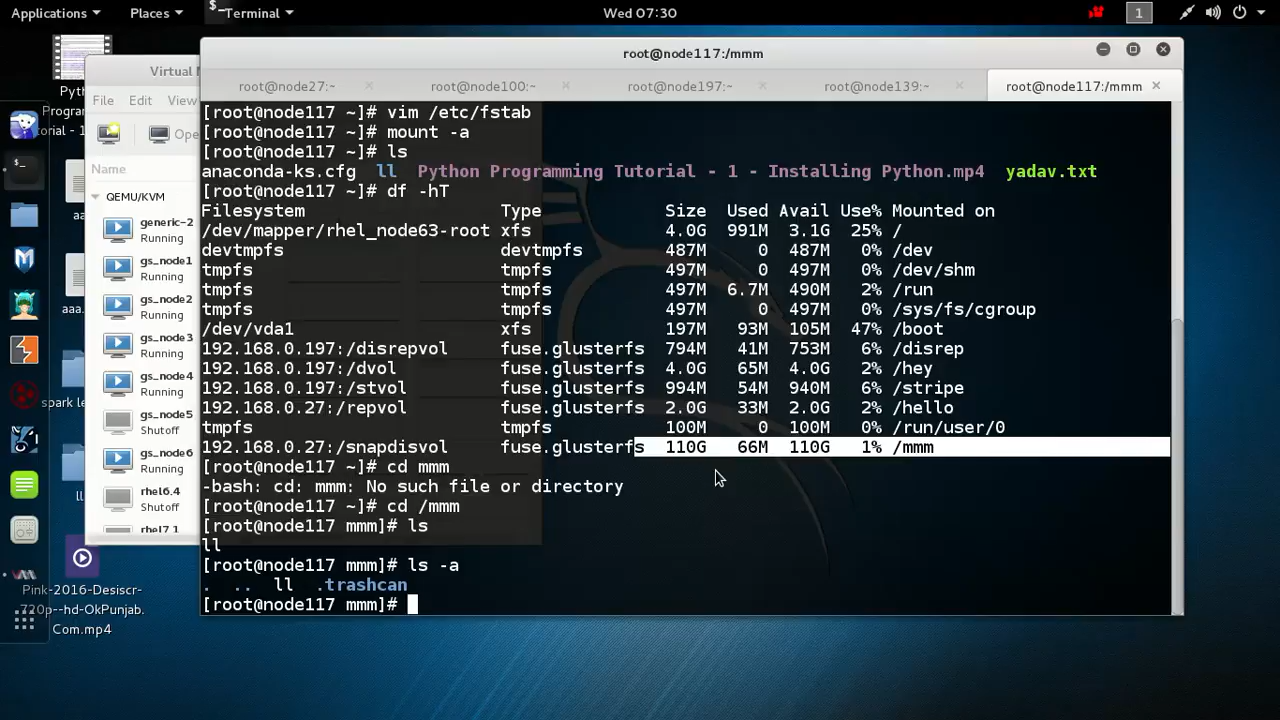 Applications Places Terminal Wed 07:30 1
root@node117:/mmm
Virtual
root@node27:~ root@node100:~ root@node197:~ root@node139:~ root@node117:/mmm
File Edit View
Name
QEMU/KVM
generic-2
Running
gs_node1
Running
gs_node2
Running
gs_node3
Running
gs_node4
Running
gs_node5
Shutoff
gs_node6
Running
rhel6.4
Shutoff
rhel7.1
[root@node117 ~]# vim /etc/fstab
[root@node117 ~]# mount -a
[root@node117 ~]# ls
anaconda-ks.cfg ll Python Programming Tutorial - 1 - Installing Python.mp4 yadav.txt
[root@node117 ~]# df -hT
Filesystem Type Size Used Avail Use% Mounted on
/dev/mapper/rhel_node63-root xfs 4.0G 991M 3.1G 25% /
devtmpfs devtmpfs 487M 0 487M 0% /dev
tmpfs tmpfs 497M 0 497M 0% /dev/shm
tmpfs tmpfs 497M 6.7M 490M 2% /run
tmpfs tmpfs 497M 0 497M 0% /sys/fs/cgroup
/dev/vda1 xfs 197M 93M 105M 47% /boot
192.168.0.197:/disrepvol fuse.glusterfs 794M 41M 753M 6% /disrep
192.168.0.197:/dvol fuse.glusterfs 4.0G 65M 4.0G 2% /hey
192.168.0.197:/stvol fuse.glusterfs 994M 54M 940M 6% /stripe
192.168.0.27:/repvol fuse.glusterfs 2.0G 33M 2.0G 2% /hello
tmpfs tmpfs 100M 0 100M 0% /run/user/0
192.168.0.27:/snapdisvol fuse.glusterfs 110G 66M 110G 1% /mmm
[root@node117 ~]# cd mmm
-bash: cd: mmm: No such file or directory
[root@node117 ~]# cd /mmm
[root@node117 mmm]# ls
ll
[root@node117 mmm]# ls -a
. .. ll .trashcan
[root@node117 mmm]#
spark le
Pink-2016-Desiscr-
720p--hd-OkPunjab.
Com.mp4